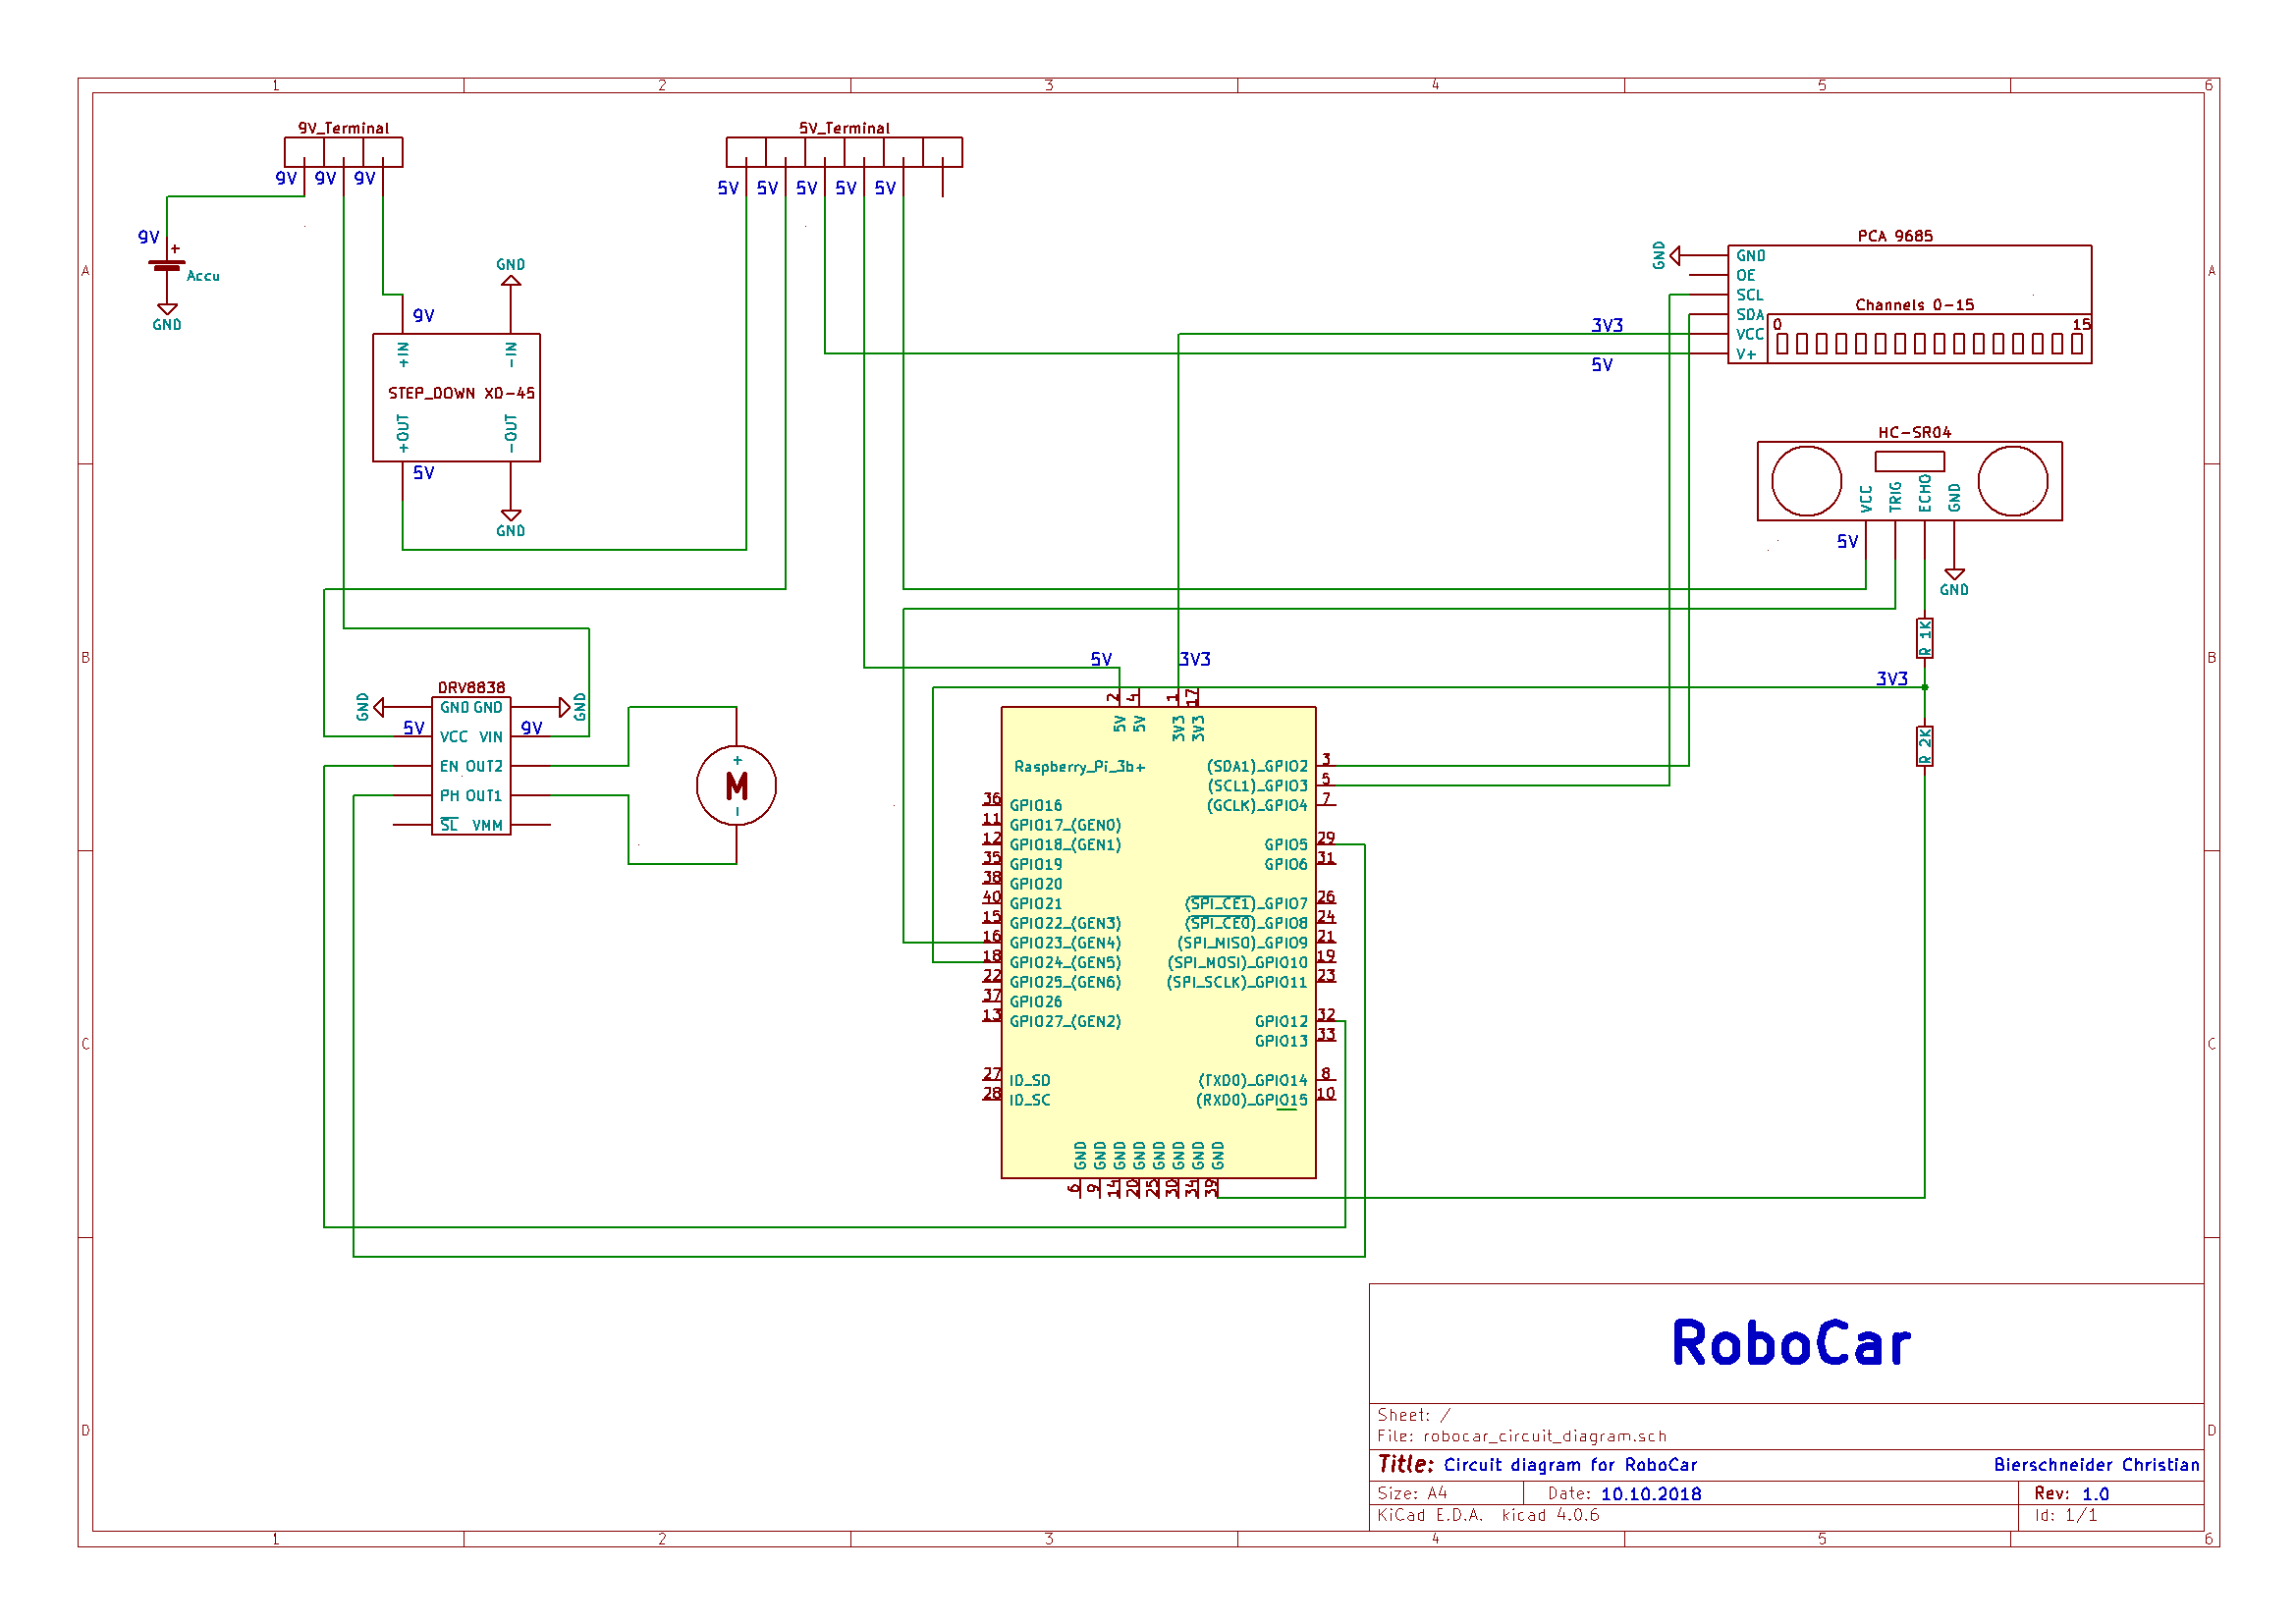 1 2 3 4 5 6
9V_Terminal
9V 9V 9V
5V_Terminal
5V 5V 5V 5V 5V
A
A
9V
+
Accu
GND
GND
9V
+IN
-IN
STEP_DOWN XD-45
+OUT
-OUT
5V
GND
PCA 9685
GND
GND
OE
SCL
SDA
VCC
V+
Channels 0-15
0
15
3V3
5V
HC-SR04
VCC
TRIG
ECHO
GND
5V
GND
R 1K
3V3
R 2K
B
B
DRV8838
GND
GND GND
GND
5V
VCC VIN
9V
EN OUT2
PH OUT1
SL VMM
+
M
-
5V
3V3
2 4 1 17
5V 5V 3V3 3V3
Raspberry_Pi_3b+
(SDA1)_GPIO2 3
(SCL1)_GPIO3 5
36 GPIO16
(GCLK)_GPIO4 7
11 GPIO17_(GEN0)
12 GPIO18_(GEN1)
GPIO5 29
35 GPIO19
GPIO6 31
38 GPIO20
40 GPIO21
(SPI_CE1)_GPIO7 26
15 GPIO22_(GEN3)
(SPI_CE0)_GPIO8 24
16 GPIO23_(GEN4)
(SPI_MISO)_GPIO9 21
18 GPIO24_(GEN5)
(SPI_MOSI)_GPIO10 19
22 GPIO25_(GEN6)
(SPI_SCLK)_GPIO11 23
37 GPIO26
13 GPIO27_(GEN2)
GPIO12 32
GPIO13 33
27 ID_SD
(TXD0)_GPIO14 8
28 ID_SC
(RXD0)_GPIO15 10
GND GND GND GND GND GND GND GND
6 9 14 20 25 30 34 39
C
C
RoboCar
Sheet: /
File: robocar_circuit_diagram.sch
Title: Circuit diagram for RoboCar Bierschneider Christian
Size: A4 Date: 10.10.2018 Rev: 1.0
KiCad E.D.A. kicad 4.0.6 Id: 1/1
D
D
1 2 3 4 5 6